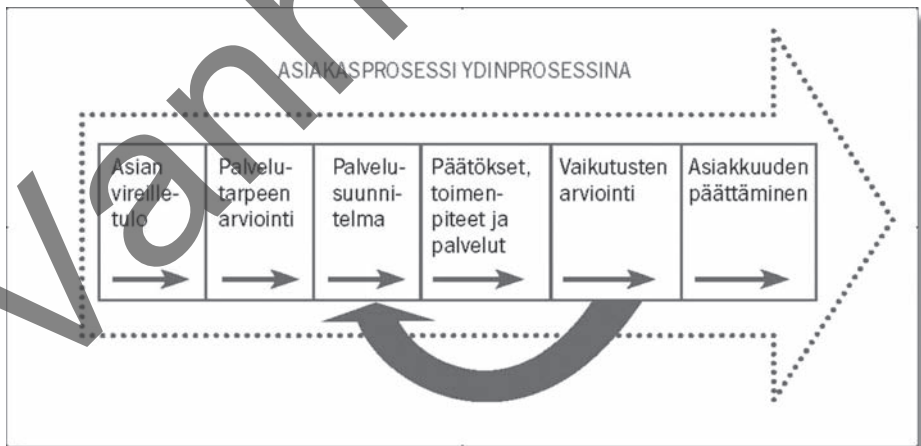 ASIAKASPROSESSI YDINPROSESSINA
Asian
vireille-
tulo
Palvelu-
tarpeen
arviointi
Palvelu-
suunni-
telma
Päätökset,
toimen-
piteet ja
palvelut
Vaikutusten
arviointi
Asiakkuuden
päättäminen